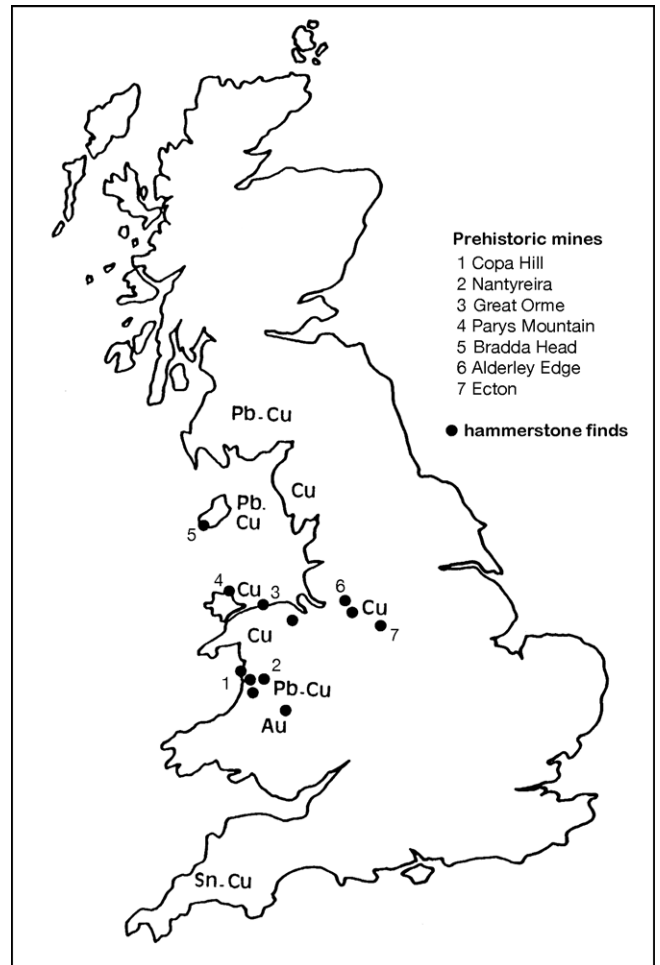 Prehistoric mines
1 Copa Hill
2 Nantyreira
3 Great Orme
4 Parys Mountain
5 Bradda Head
6 Alderley Edge
7 Ecton
hammerstone finds
Pb-Cu
Cu
Pb.
Cu
5
4
Cu
3
6
Cu
7
Cu
1
2
Pb-Cu
Au
Sn-Cu